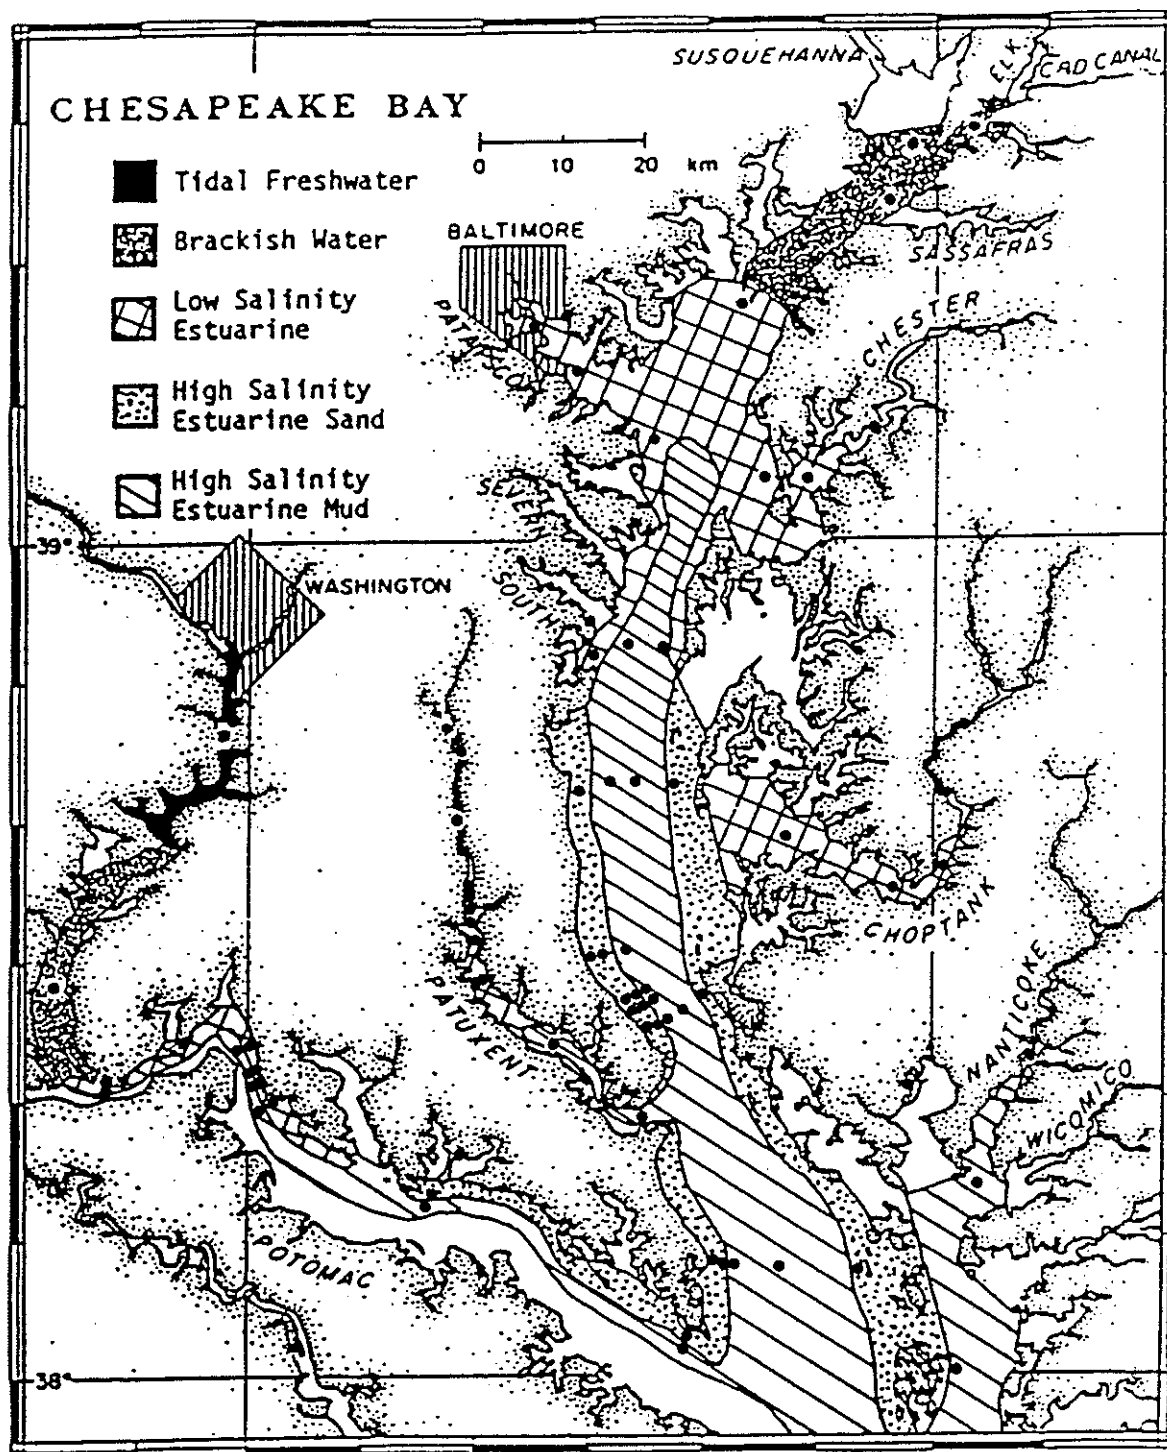 SUSQUEHANNA
ELK
C&D CANAL
CHESAPEAKE BAY
0 10 20 km
Tidal Freshwater
Brackish Water
BALTIMORE
SASSAFRAS
Low Salinity
Estuarine
PATAPSCO
CHESTER
High Salinity
Estuarine Sand
High Salinity
Estuarine Mud
SEVERN
39°
WASHINGTON
SOUTH
CHOPTANK
PATUXENT
NANTICOKE
WICOMICO
POTOMAC
38°